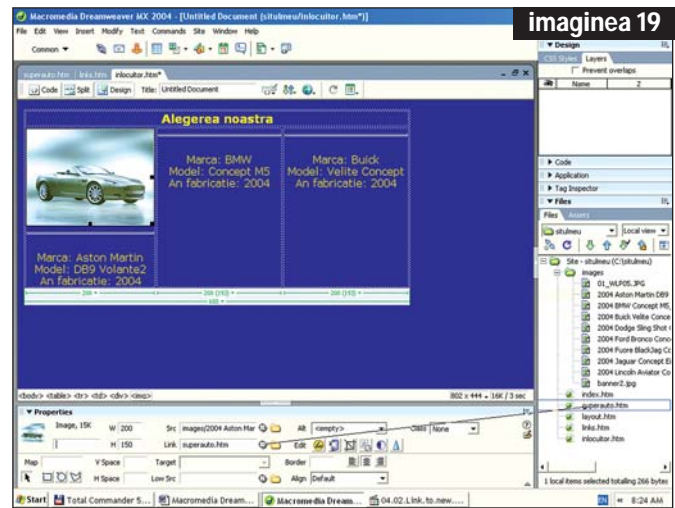 imaginea 19
Macromedia Dreamweaver MX 2004 - [Untitled Document (situlmeu/inlocuitor.htm*)]
File Edit View Insert Modify Text Commands Site Window Help
Common
Design
CSS Styles Layers
Prevent overlaps
Name Z
superauto.htm links.htm inlocuitor.htm*
Code Split Design Title: Untitled Document
Alegerea noastra
Marca: BMW
Model: Concept M5
An fabricatie: 2004
Marca: Buick
Model: Velite Concept
An fabricatie: 2004
Marca: Aston Martin
Model: DB9 Volante2
An fabricatie: 2004
Code
Application
Tag Inspector
Files
Files Assets
situlmeu Local view
Site - situlmeu (C:\situlmeu)
images
01_WLP05.JPG
2004 Aston Martin DB9
2004 BMW Concept M5_
2004 Buick Velite Conce
2004 Dodge Sling Shot
2004 Ford Bronco Conc
2004 Fuore BlackJag Cc
2004 Jaguar Concept Ei
2004 Lincoln Aviator Co
banner2.jpg
index.htm
superauto.htm
layout.htm
links.htm
inlocuitor.htm
1 local items selected totalling 266 bytes
<body> <table> <tr> <td> <div> <img>
802 x 444 16K / 3 sec
Properties
Image, 15K W 200 Src images/2004 Aston Mar Alt <empty> Class None
H 150 Link superauto.htm Edit
Map V Space Target Border
H Space Low Src Align Default
Start Total Commander 5... Macromedia Dream... Macromedia Dream... 04.02.Link.to.new.... EN 8:24 AM